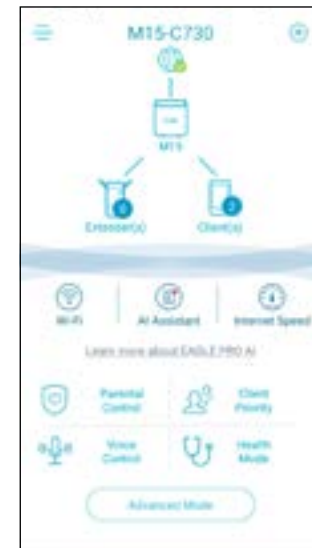 M15-C730
M15
Extender(s)
Client(s)
Wi-Fi
AI Assistant
Internet Speed
Learn more about EAGLE PRO AI
Parental
Control
Client
Priority
Voice
Control
Health
Mode
Advanced Mode